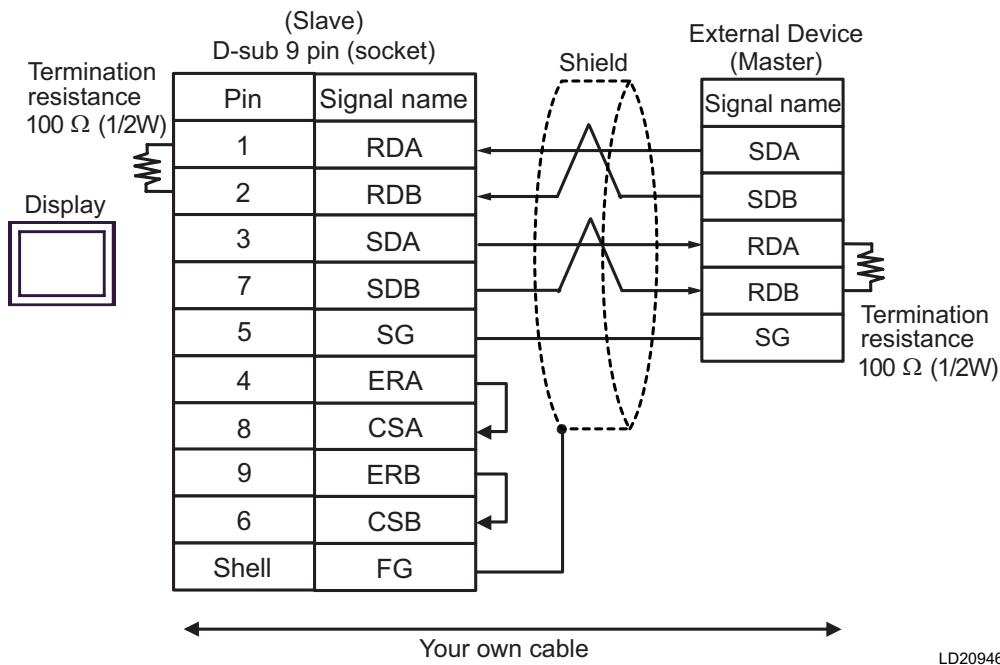 (Slave)
D-sub 9 pin (socket)
External Device
(Master)
Shield
Termination
resistance
100 Ω (1/2W)
Display
Pin Signal name
1 RDA
2 RDB
3 SDA
7 SDB
5 SG
4 ERA
8 CSA
9 ERB
6 CSB
Shell FG
Signal name
SDA
SDB
RDA
RDB
SG
Termination
resistance
100 Ω (1/2W)
Your own cable
LD20946